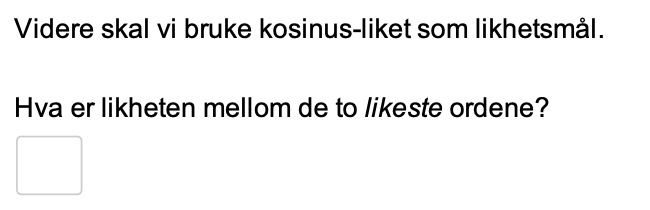 Videre skal vi bruke kosinus-liket som likhetsmål.
Hva er likheten mellom de to likeste ordene?